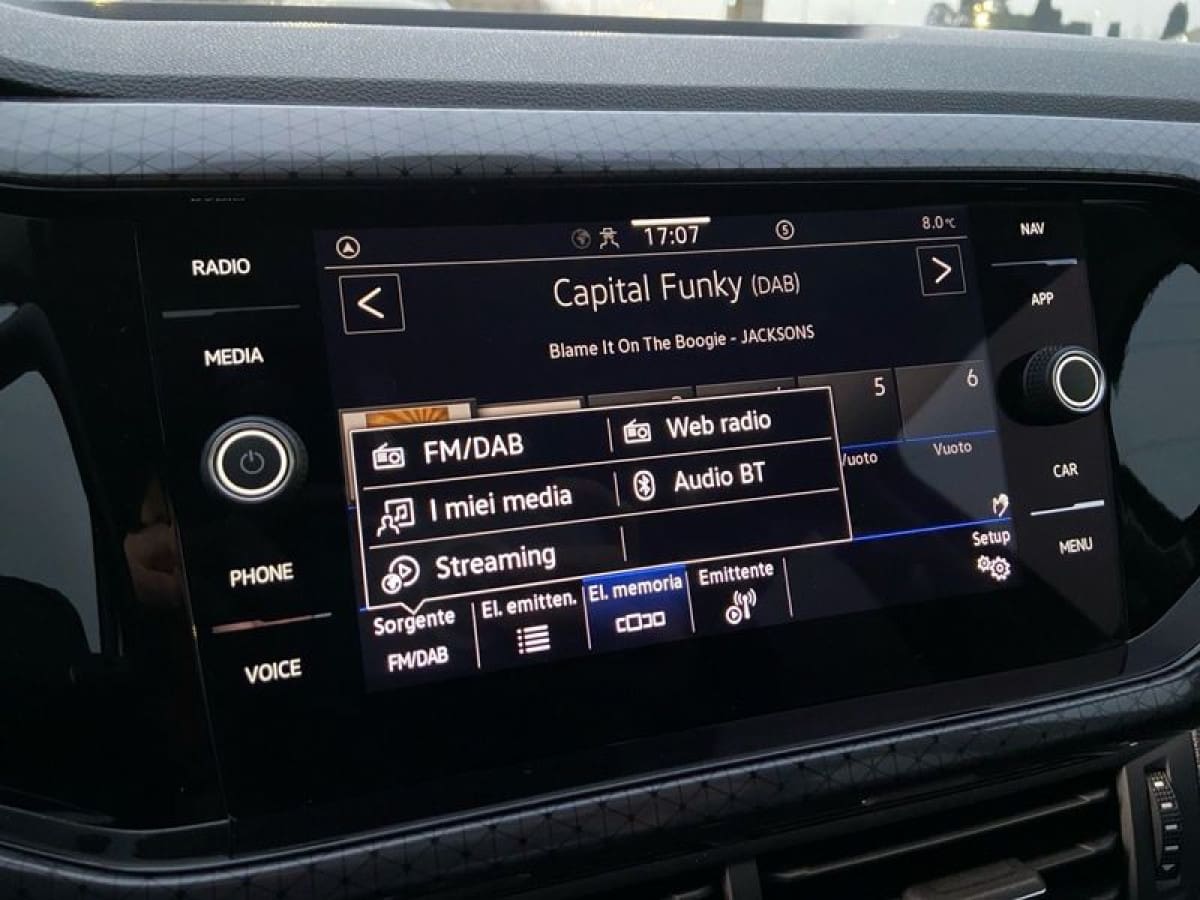 RADIO
MEDIA
PHONE
VOICE
17:07
5
8.0°C
<
Capital Funky (DAB)
>
Blame It On The Boogie - JACKSONS
5
6
Vuoto
FM/DAB
Web radio
I miei media
Audio BT
Streaming
Sorgente
FM/DAB
El. emitten.
El. memoria
Emittente
Setup
NAV
APP
CAR
MENU